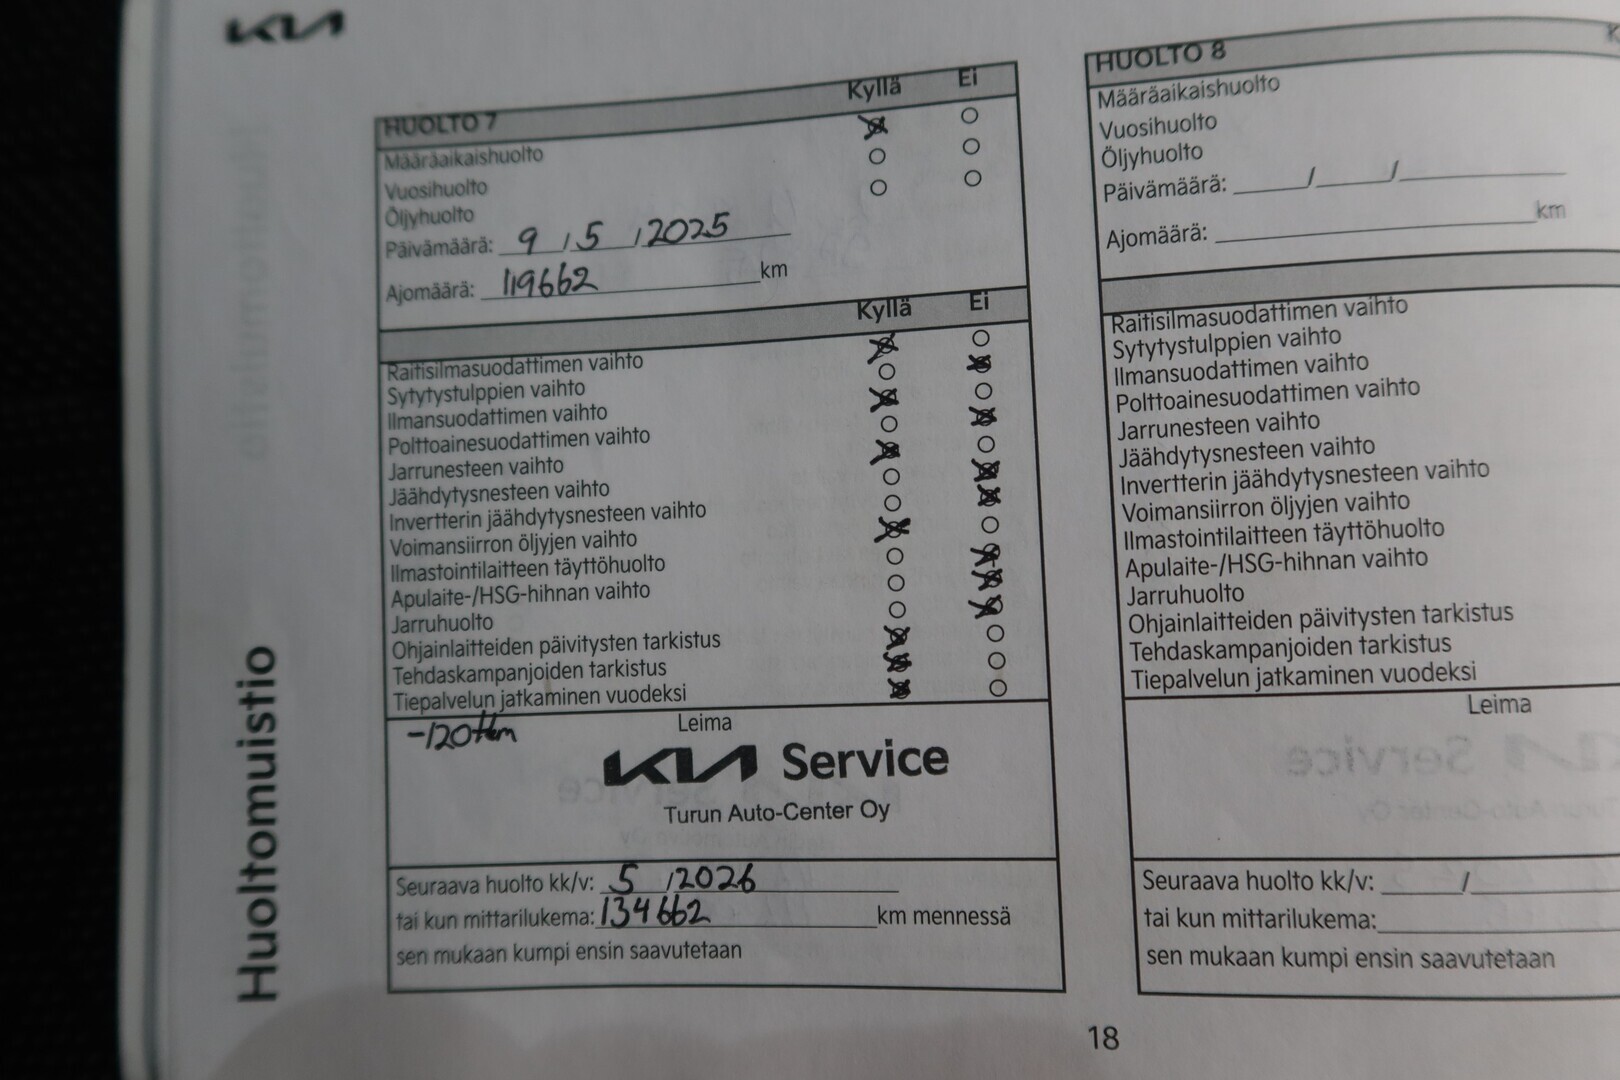 KIA
Huoltomuistio
HUOLTO 7 Kyllä Ei
Määräaikaishuolto
Vuosihuolto
Öljyhuolto
Päivämäärä: 9 / 5 / 2025
Ajomäärä: 119662 km
Kyllä Ei
Raitisilmasuodattimen vaihto
Sytytystulppien vaihto
Ilmansuodattimen vaihto
Polttoainesuodattimen vaihto
Jarrunesteen vaihto
Jäähdytysnesteen vaihto
Invertterin jäähdytysnesteen vaihto
Voimansiirron öljyjen vaihto
Ilmastointilaitteen täyttöhuolto
Apulaite-/HSG-hihnan vaihto
Jarruhuolto
Ohjainlaitteiden päivitysten tarkistus
Tehdaskampanjoiden tarkistus
Tiepalvelun jatkaminen vuodeksi
-120tkm
Leima
KIA Service
Turun Auto-Center Oy
Seuraava huolto kk/v: 5 / 2026
tai kun mittarilukema: 134662 km mennessä
sen mukaan kumpi ensin saavutetaan
HUOLTO 8
Määräaikaishuolto
Vuosihuolto
Öljyhuolto
Päivämäärä: / /
Ajomäärä: km
Raitisilmasuodattimen vaihto
Sytytystulppien vaihto
Ilmansuodattimen vaihto
Polttoainesuodattimen vaihto
Jarrunesteen vaihto
Jäähdytysnesteen vaihto
Invertterin jäähdytysnesteen vaihto
Voimansiirron öljyjen vaihto
Ilmastointilaitteen täyttöhuolto
Apulaite-/HSG-hihnan vaihto
Jarruhuolto
Ohjainlaitteiden päivitysten tarkistus
Tehdaskampanjoiden tarkistus
Tiepalvelun jatkaminen vuodeksi
Leima
Seuraava huolto kk/v: /
tai kun mittarilukema:
sen mukaan kumpi ensin saavutetaan
18